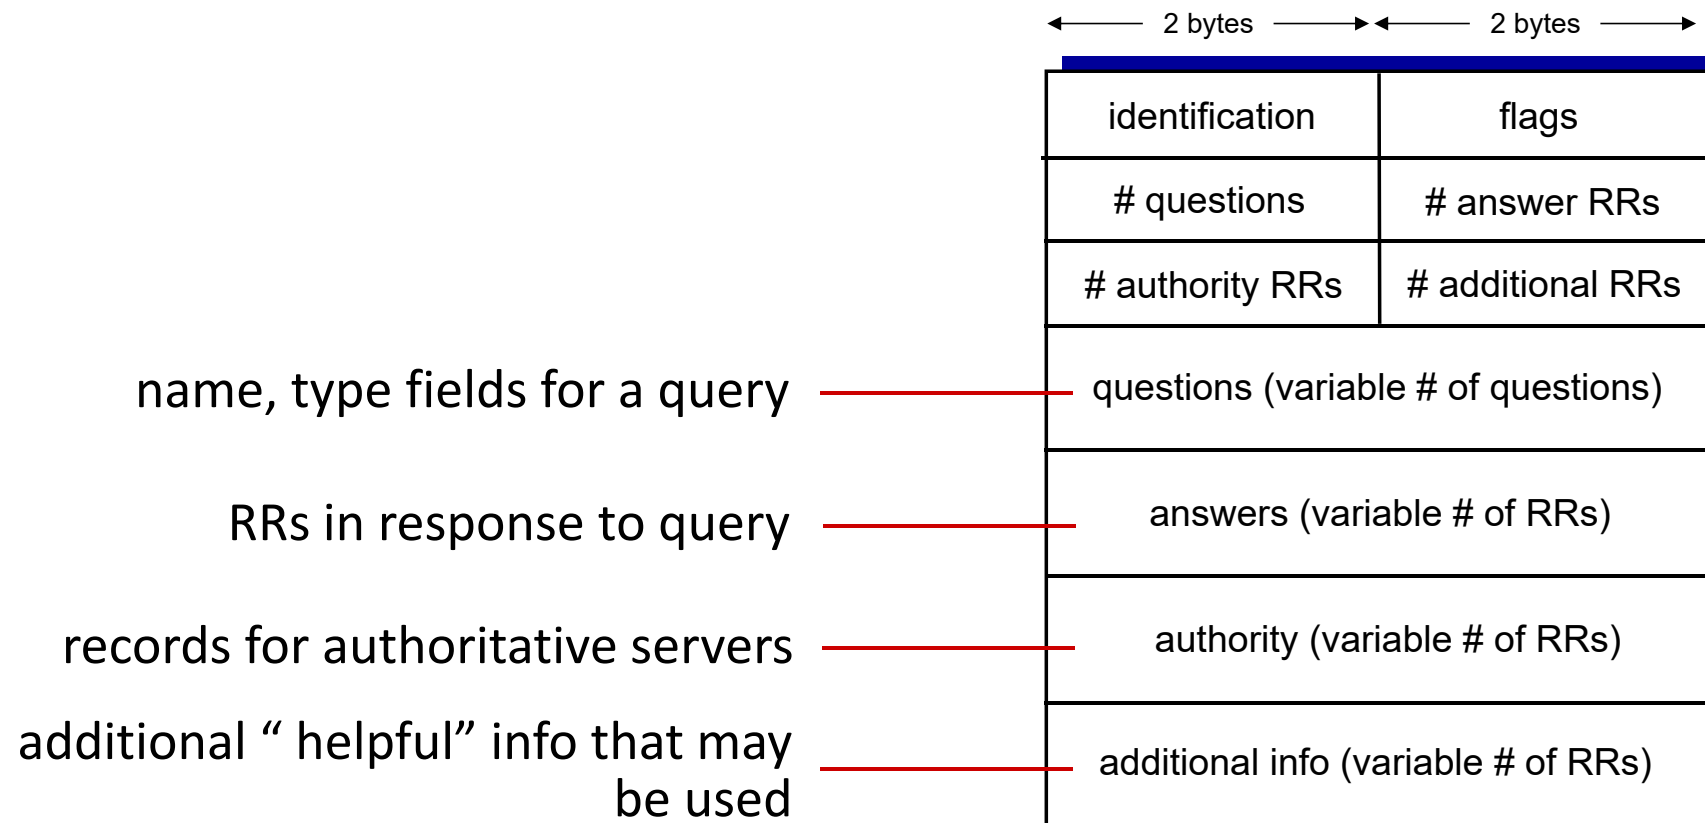 2 bytes 2 bytes
identification flags
# questions # answer RRs
# authority RRs # additional RRs
name, type fields for a query questions (variable # of questions)
RRs in response to query answers (variable # of RRs)
records for authoritative servers authority (variable # of RRs)
additional “ helpful” info that may
be used
additional info (variable # of RRs)